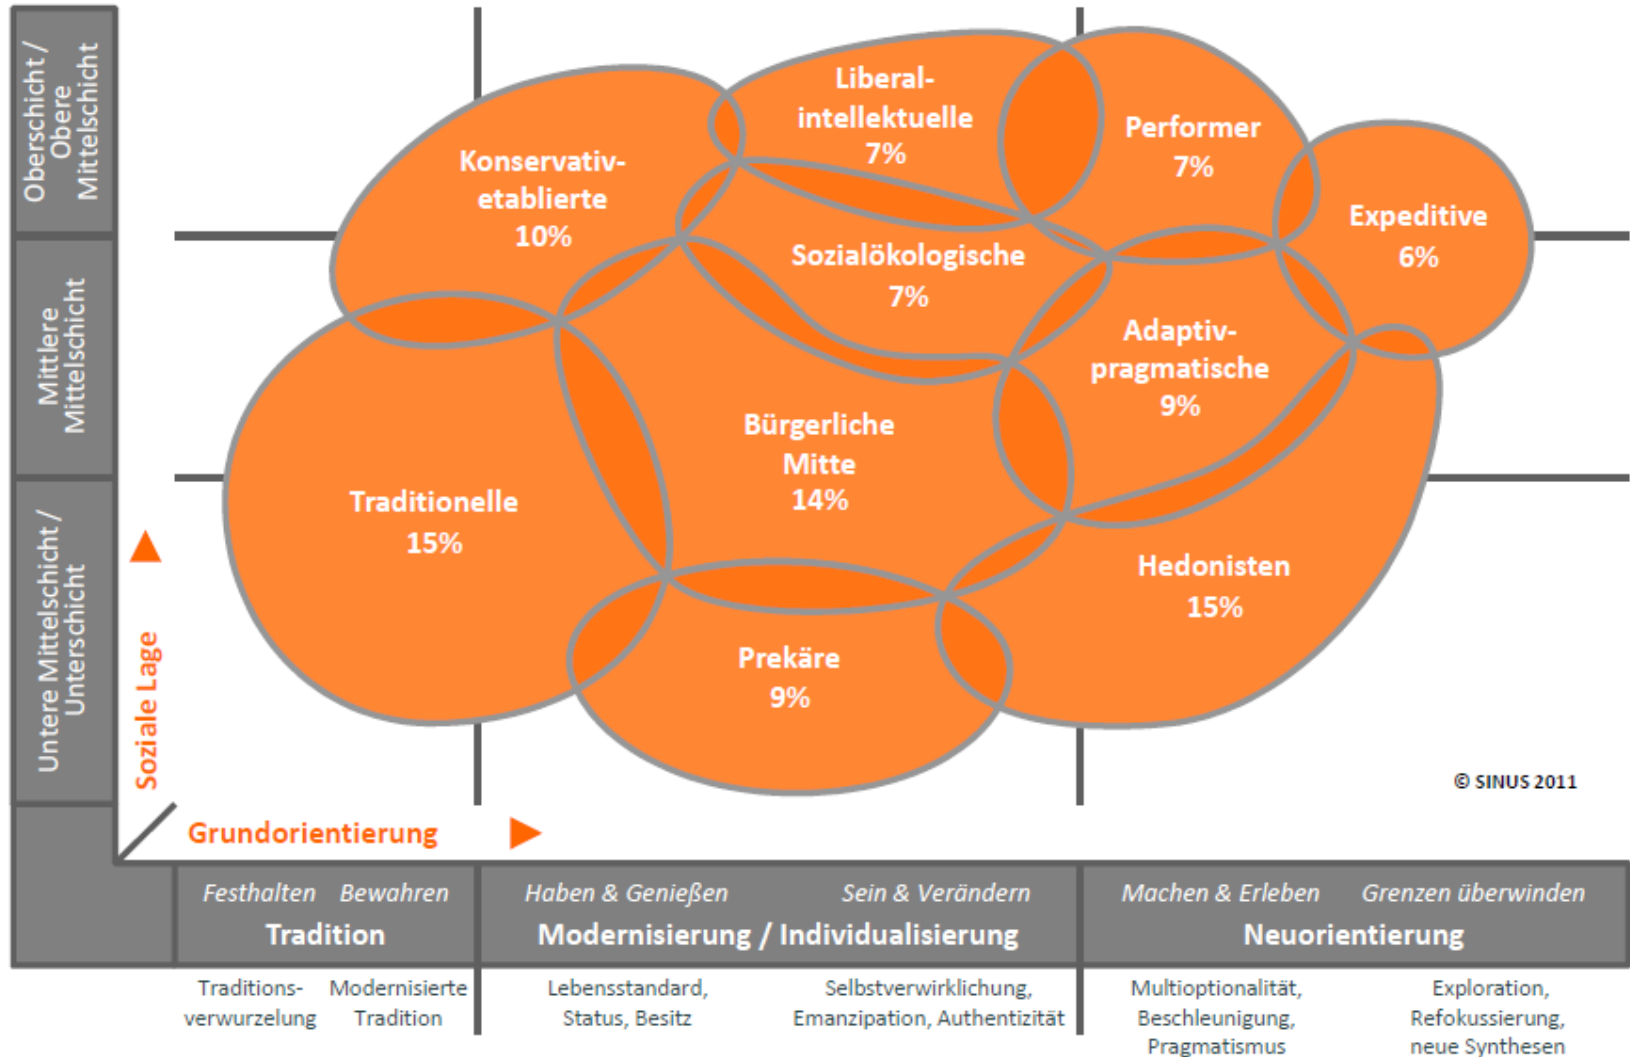 Oberschicht /
Obere
Mittelschicht
Mittlere
Mittelschicht
Untere Mittelschicht /
Unterschicht
Soziale Lage
Liberal-
intellektuelle
7%
Performer
7%
Konservativ-
etablierte
10%
Expeditive
6%
Sozialökologische
7%
Adaptiv-
pragmatische
9%
Bürgerliche
Mitte
14%
Traditionelle
15%
Hedonisten
15%
Prekäre
9%
© SINUS 2011
Grundorientierung
Festhalten Bewahren
Tradition
Haben & Genießen Sein & Verändern
Modernisierung / Individualisierung
Machen & Erleben Grenzen überwinden
Neuorientierung
Traditions-
verwurzelung
Modernisierte
Tradition
Lebensstandard,
Status, Besitz
Selbstverwirklichung,
Emanzipation, Authentizität
Multioptionalität,
Beschleunigung,
Pragmatismus
Exploration,
Refokussierung,
neue Synthesen